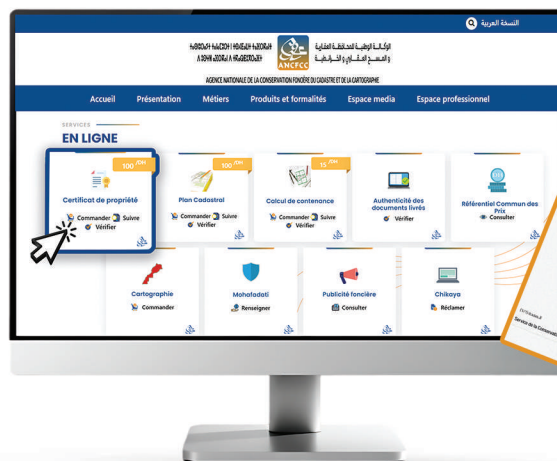 النسخة العربية
الوكالة الوطنية للمحافظة العقارية
و المسح العقاري و الخرائطية
ANCFCC
AGENCE NATIONALE DE LA CONSERVATION FONCIÈRE DU CADASTRE ET DE LA CARTOGRAPHIE
Accueil Présentation Métiers Produits et formalités Espace media Espace professionnel
SERVICES
EN LIGNE
100 /DH
Certificat de propriété
Commander Suivre
Vérifier
100 /DH
Plan Cadastral
Commander Suivre
Vérifier
15 /DH
Calcul de contenance
Commander Suivre
Vérifier
Authenticité des
documents livrés
Vérifier
DH
Référentiel Commun des
Prix
Consulter
Cartographie
Commander
Mohafadati
Renseigner
Publicité foncière
Consulter
Chikaya
Réclamer